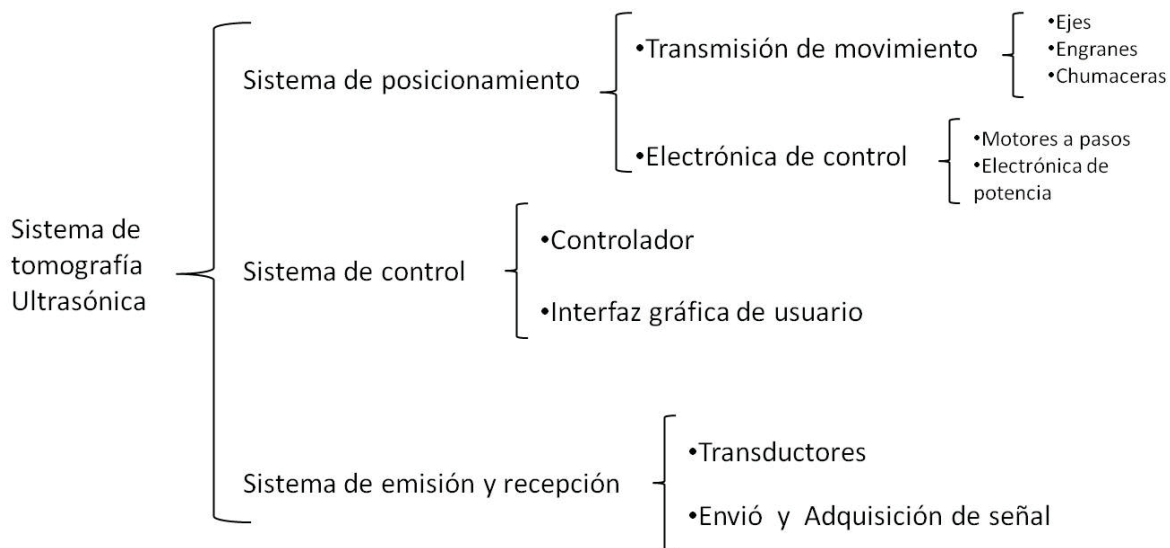 Sistema de
tomografía
Ultrasónica
Sistema de posicionamiento
•Transmisión de movimiento
•Ejes
•Engranes
•Chumaceras
•Electrónica de control
•Motores a pasos
•Electrónica de
potencia
Sistema de control
•Controlador
•Interfaz gráfica de usuario
Sistema de emisión y recepción
•Transductores
•Envió y Adquisición de señal